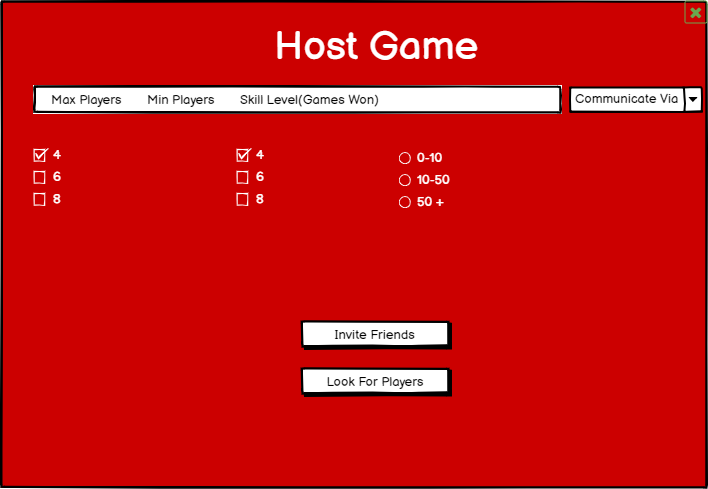 Host Game
Max Players Min Players Skill Level(Games Won) Communicate Via
4 4 0-10
6 6 10-50
8 8 50 +
Invite Friends
Look For Players